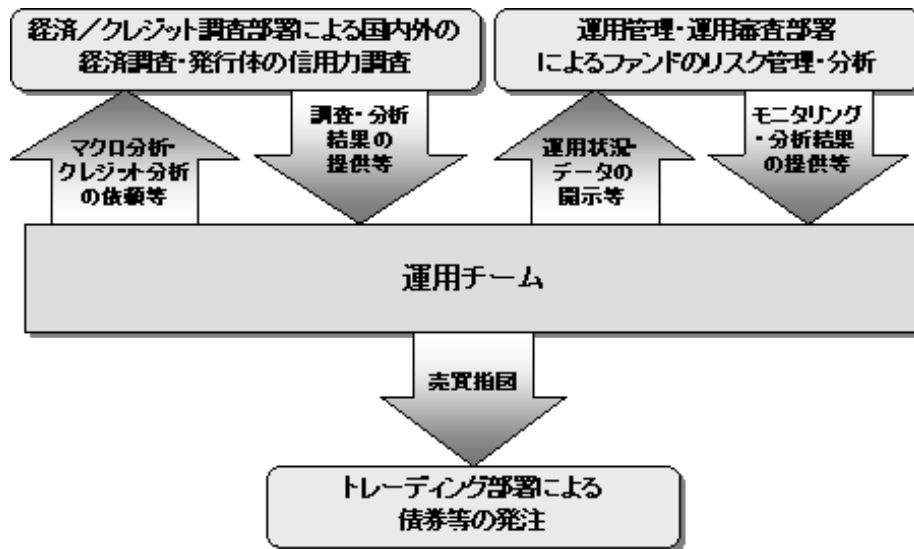 経済／クレジット調査部署による国内外の
経済調査・発行体の信用力調査
運用管理・運用審査部署
によるファンドのリスク管理・分析
マクロ分析・
クレジット分析
の依頼等
調査・分析
結果の
提供等
運用状況・
データの
開示等
モニタリング
・分析結果
の提供等
運用チーム
売買指図
トレーディング部署による
債券等の発注